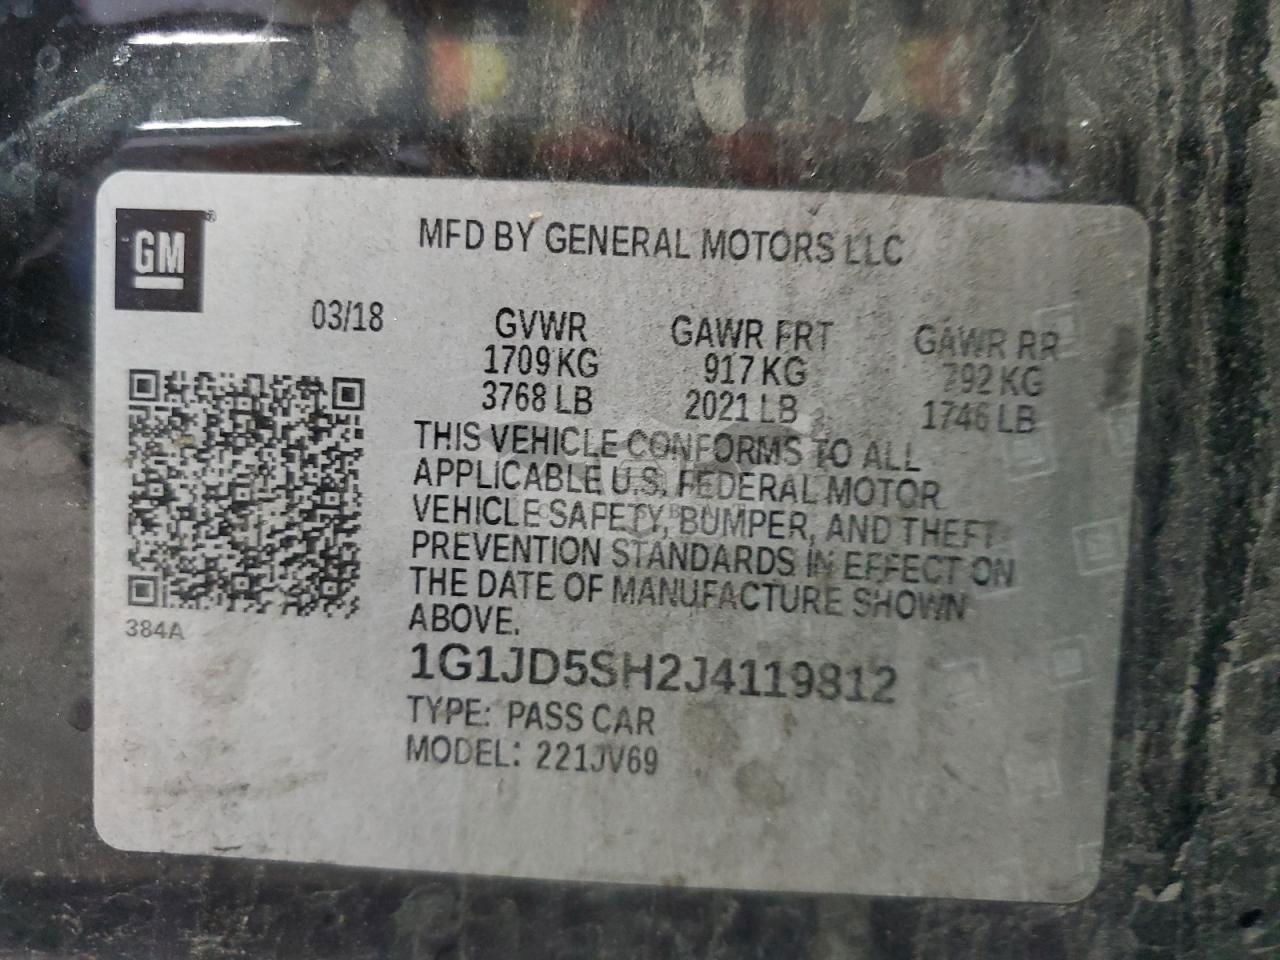 GM
MFD BY GENERAL MOTORS LLC
03/18
GVWR GAWR FRT GAWR RR
1709 KG 917 KG 792 KG
3768 LB 2021 LB 1746 LB
THIS VEHICLE CONFORMS TO ALL
APPLICABLE U.S. FEDERAL MOTOR
VEHICLE SAFETY, BUMPER, AND THEFT
PREVENTION STANDARDS IN EFFECT ON
THE DATE OF MANUFACTURE SHOWN
ABOVE.
384A
1G1JD5SH2J4119812
TYPE: PASS CAR
MODEL: 221JV69